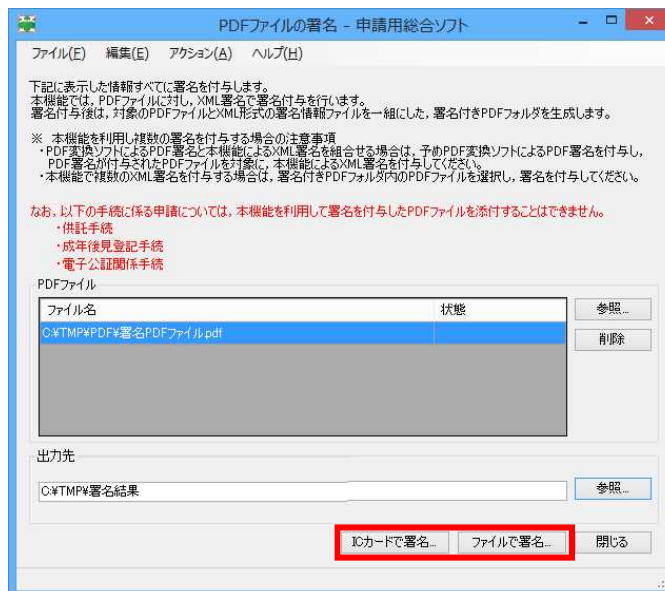 PDFファイルの署名 - 申請用総合ソフト
ファイル(F) 編集(E) アクション(A) ヘルプ(H)
下記に表示した情報すべてに署名を付与します。
本機能では，PDFファイルに対し，XML署名で署名付与を行います。
署名付与後は，対象のPDFファイルとXML形式の署名情報ファイルを一組にした，署名付きPDFフォルダを生成します。
※ 本機能を利用し複数の署名を付与する場合の注意事項
・PDF変換ソフトによるPDF署名と本機能によるXML署名を組合せる場合は，予めPDF変換ソフトによるPDF署名を付与し，
PDF署名が付与されたPDFファイルを対象に，本機能によるXML署名を付与してください。
・本機能で複数のXML署名を付与する場合は，署名付きPDFフォルダ内のPDFファイルを選択し，署名を付与してください。
なお，以下の手続に係る申請については，本機能を利用して署名を付与したPDFファイルを添付することはできません。
・供託手続
・成年後見登記手続
・電子公証関係手続
PDFファイル
ファイル名 状態 参照...
C:¥TMP¥PDF¥署名PDFファイル.pdf 削除
出力先
C:¥TMP¥署名結果 参照...
ICカードで署名... ファイルで署名... 閉じる